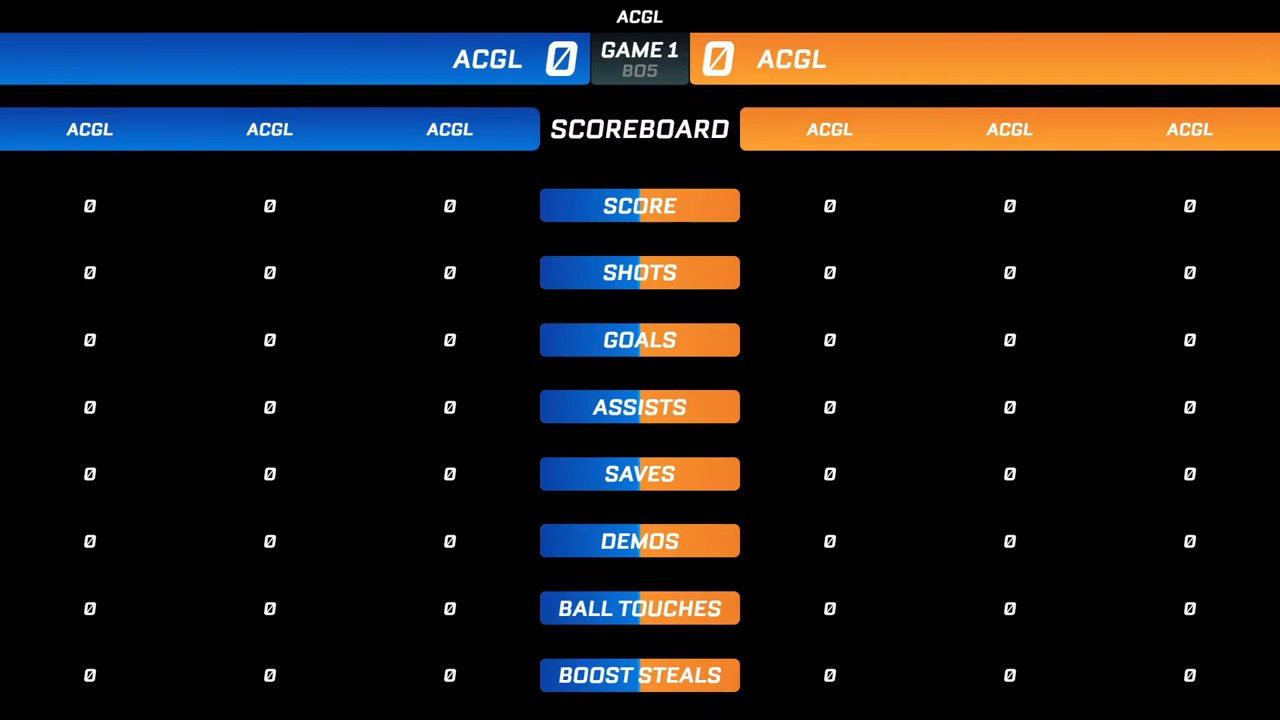 ACGL
ACGL 0 GAME 1 0 ACGL
BO5
ACGL ACGL ACGL SCOREBOARD ACGL ACGL ACGL
0 0 0 SCORE 0 0 0
0 0 0 SHOTS 0 0 0
0 0 0 GOALS 0 0 0
0 0 0 ASSISTS 0 0 0
0 0 0 SAVES 0 0 0
0 0 0 DEMOS 0 0 0
0 0 0 BALL TOUCHES 0 0 0
0 0 0 BOOST STEALS 0 0 0